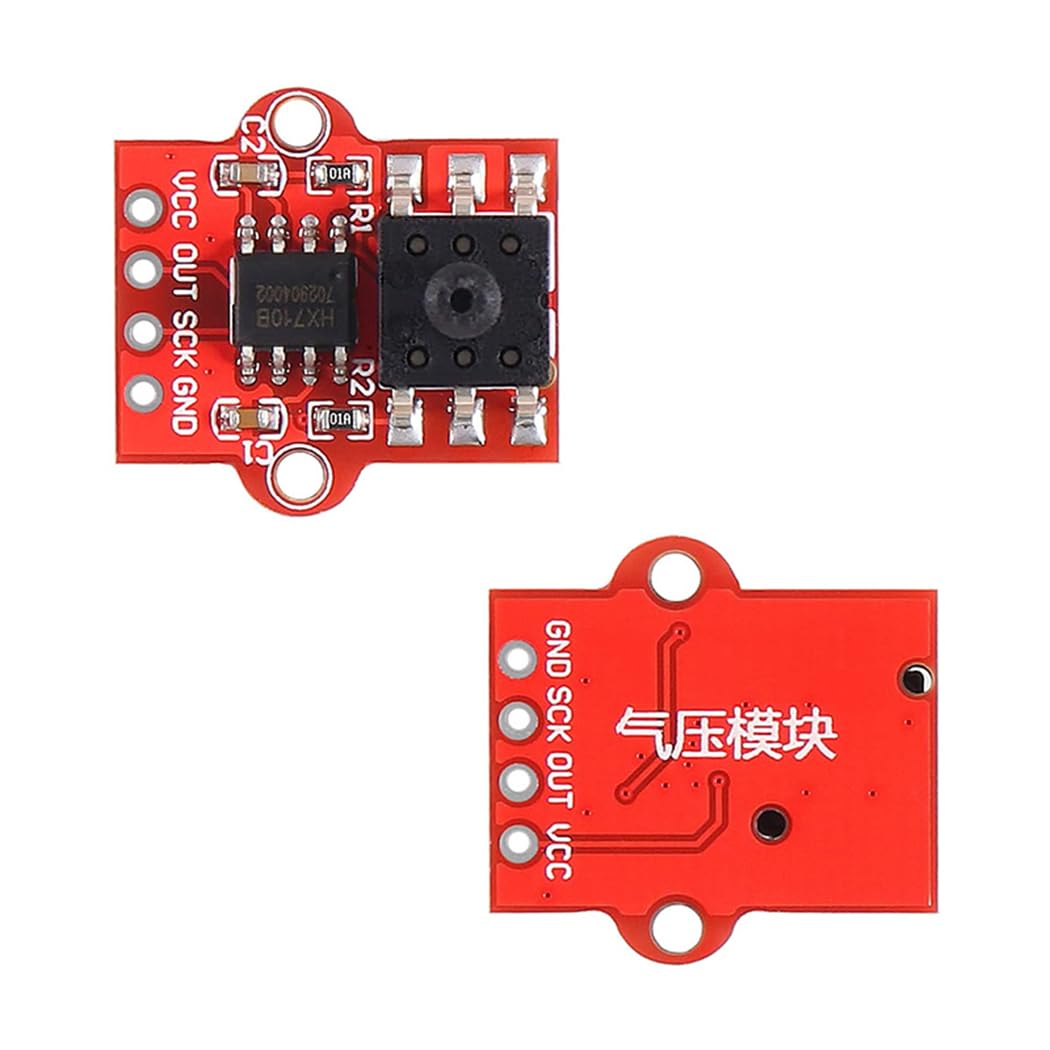 C2
01A
VCC OUT SCK GND
R1
HX710B
702904002
R2
01A
C1
GND SCK OUT VCC
气压模块